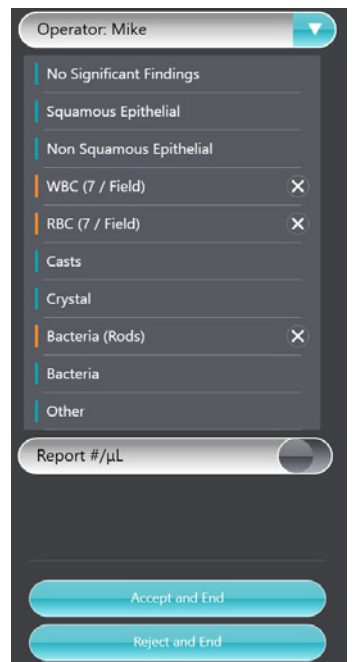 Operator: Mike
No Significant Findings
Squamous Epithelial
Non Squamous Epithelial
WBC (7 / Field)
RBC (7 / Field)
Casts
Crystal
Bacteria (Rods)
Bacteria
Other
Report #/µL
Accept and End
Reject and End